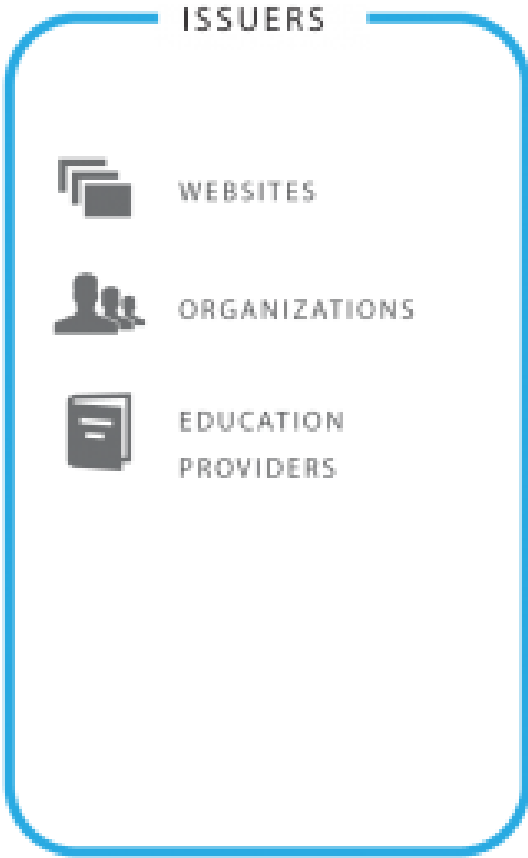 ISSUERS
WEBSITES
ORGANIZATIONS
EDUCATION
PROVIDERS